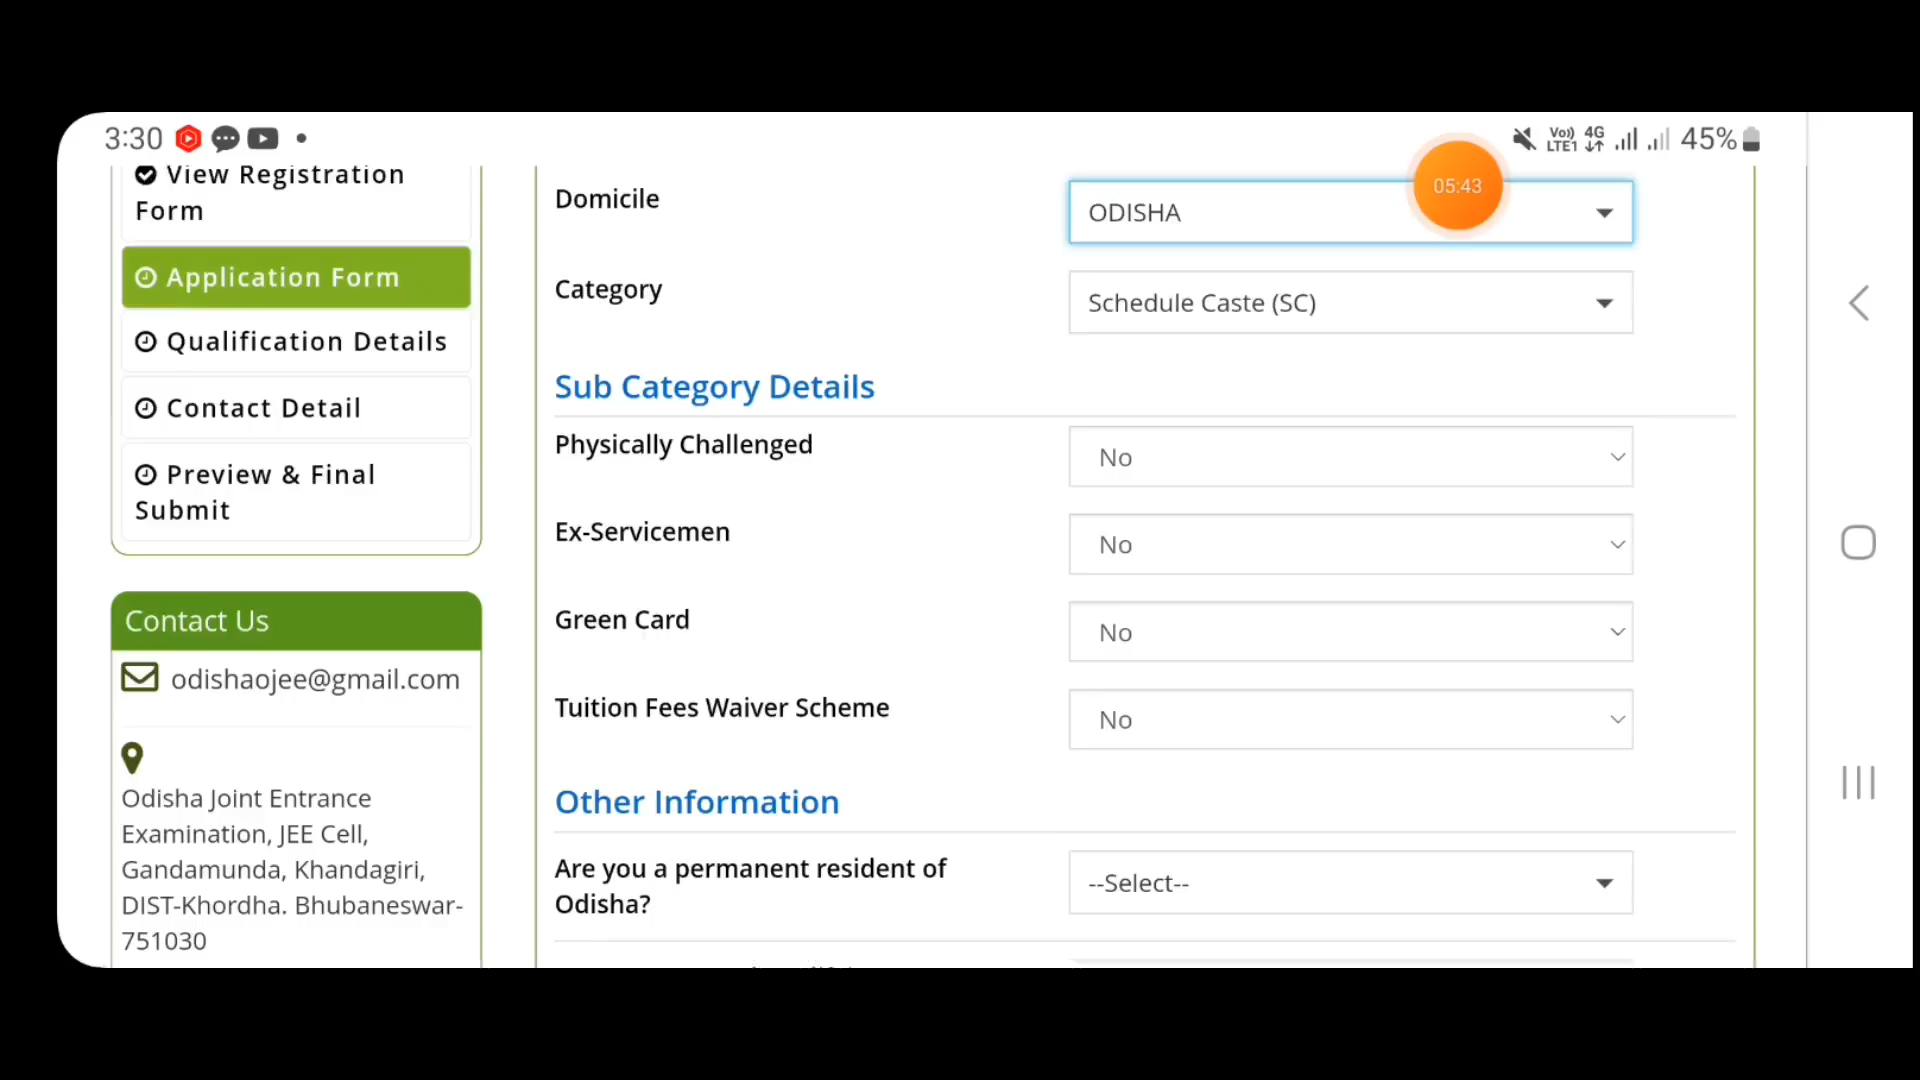 3:30
Vo)) 4G
LTE1
45%
05:43
View Registration
Form
Application Form
Qualification Details
Contact Detail
Preview & Final
Submit
Contact Us
odishaojee@gmail.com
Odisha Joint Entrance
Examination, JEE Cell,
Gandamunda, Khandagiri,
DIST-Khordha. Bhubaneswar-
751030
Domicile
ODISHA
Category
Schedule Caste (SC)
Sub Category Details
Physically Challenged
No
Ex-Servicemen
No
Green Card
No
Tuition Fees Waiver Scheme
No
Other Information
Are you a permanent resident of
Odisha?
--Select--